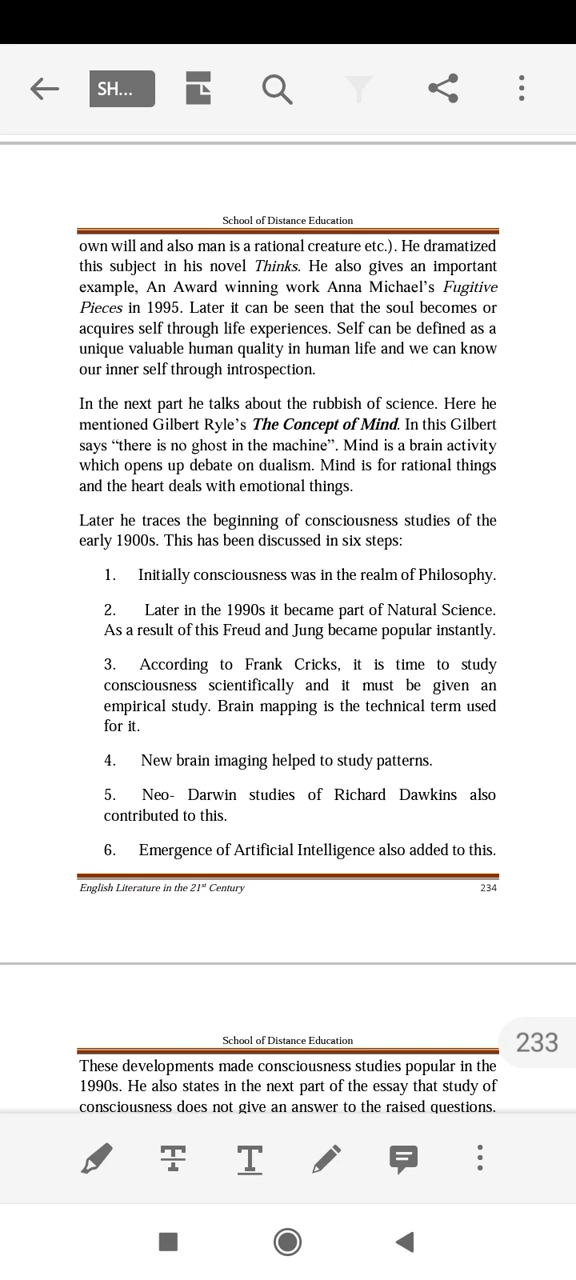 SH...
School of Distance Education
own will and also man is a rational creature etc.). He dramatized
this subject in his novel Thinks. He also gives an important
example, An Award winning work Anna Michael's Fugitive
Pieces in 1995. Later it can be seen that the soul becomes or
acquires self through life experiences. Self can be defined as a
unique valuable human quality in human life and we can know
our inner self through introspection.
In the next part he talks about the rubbish of science. Here he
mentioned Gilbert Ryle's The Concept of Mind. In this Gilbert
says “there is no ghost in the machine”. Mind is a brain activity
which opens up debate on dualism. Mind is for rational things
and the heart deals with emotional things.
Later he traces the beginning of consciousness studies of the
early 1900s. This has been discussed in six steps:
1. Initially consciousness was in the realm of Philosophy.
2. Later in the 1990s it became part of Natural Science.
As a result of this Freud and Jung became popular instantly.
3. According to Frank Cricks, it is time to study
consciousness scientifically and it must be given an
empirical study. Brain mapping is the technical term used
for it.
4. New brain imaging helped to study patterns.
5. Neo- Darwin studies of Richard Dawkins also
contributed to this.
6. Emergence of Artificial Intelligence also added to this.
English Literature in the 21st Century 234
233
School of Distance Education
These developments made consciousness studies popular in the
1990s. He also states in the next part of the essay that study of
consciousness does not give an answer to the raised questions.